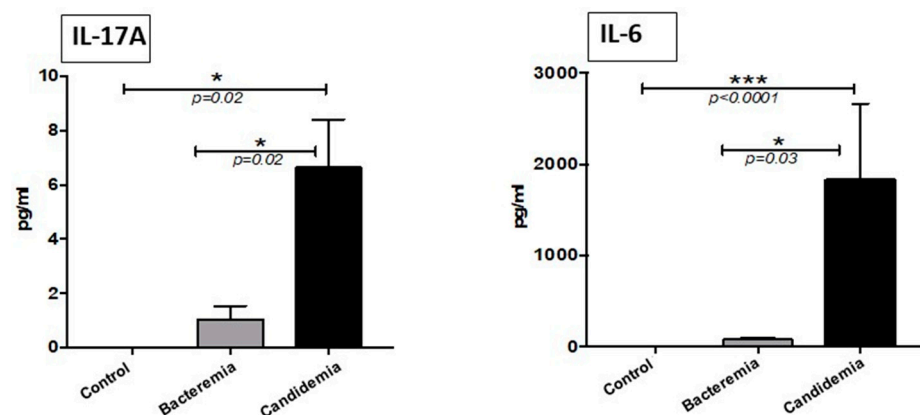 IL-17A
10
8
6
4
2
0
pg/ml
*
p=0.02
*
p=0.02
Control
Bacteremia
Candidemia
IL-6
3000
2000
1000
0
pg/ml
***
p<0.0001
*
p=0.03
Control
Bacteremia
Candidemia